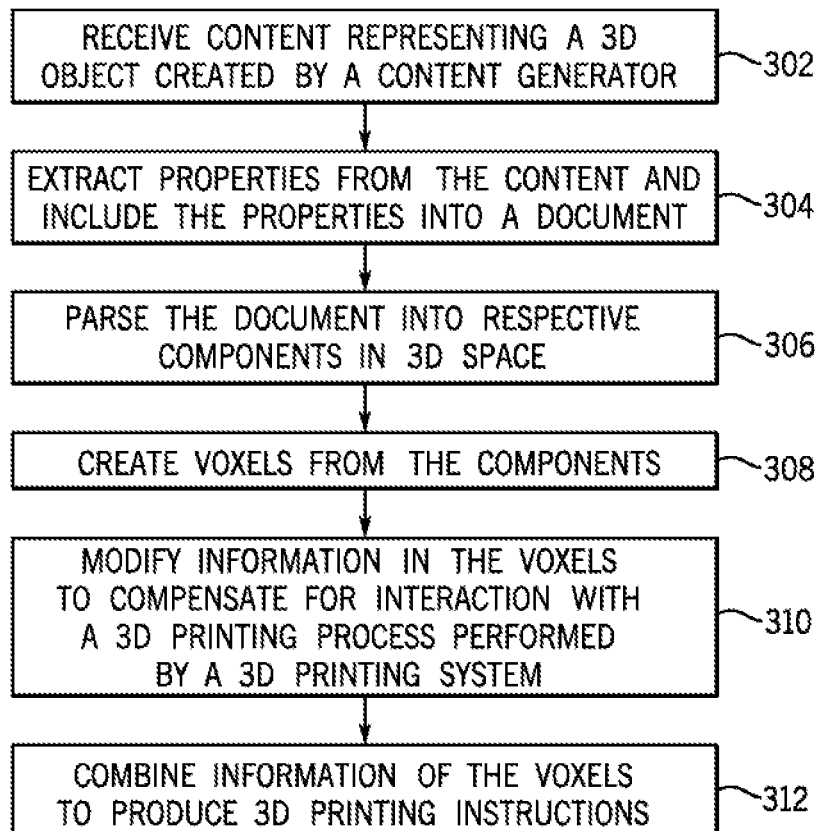 RECEIVE CONTENT REPRESENTING A 3D
OBJECT CREATED BY A CONTENT GENERATOR
302
EXTRACT PROPERTIES FROM THE CONTENT AND
INCLUDE THE PROPERTIES INTO A DOCUMENT
304
PARSE THE DOCUMENT INTO RESPECTIVE
COMPONENTS IN 3D SPACE
306
CREATE VOXELS FROM THE COMPONENTS
308
MODIFY INFORMATION IN THE VOXELS
TO COMPENSATE FOR INTERACTION WITH
A 3D PRINTING PROCESS PERFORMED
BY A 3D PRINTING SYSTEM
310
COMBINE INFORMATION OF THE VOXELS
TO PRODUCE 3D PRINTING INSTRUCTIONS
312